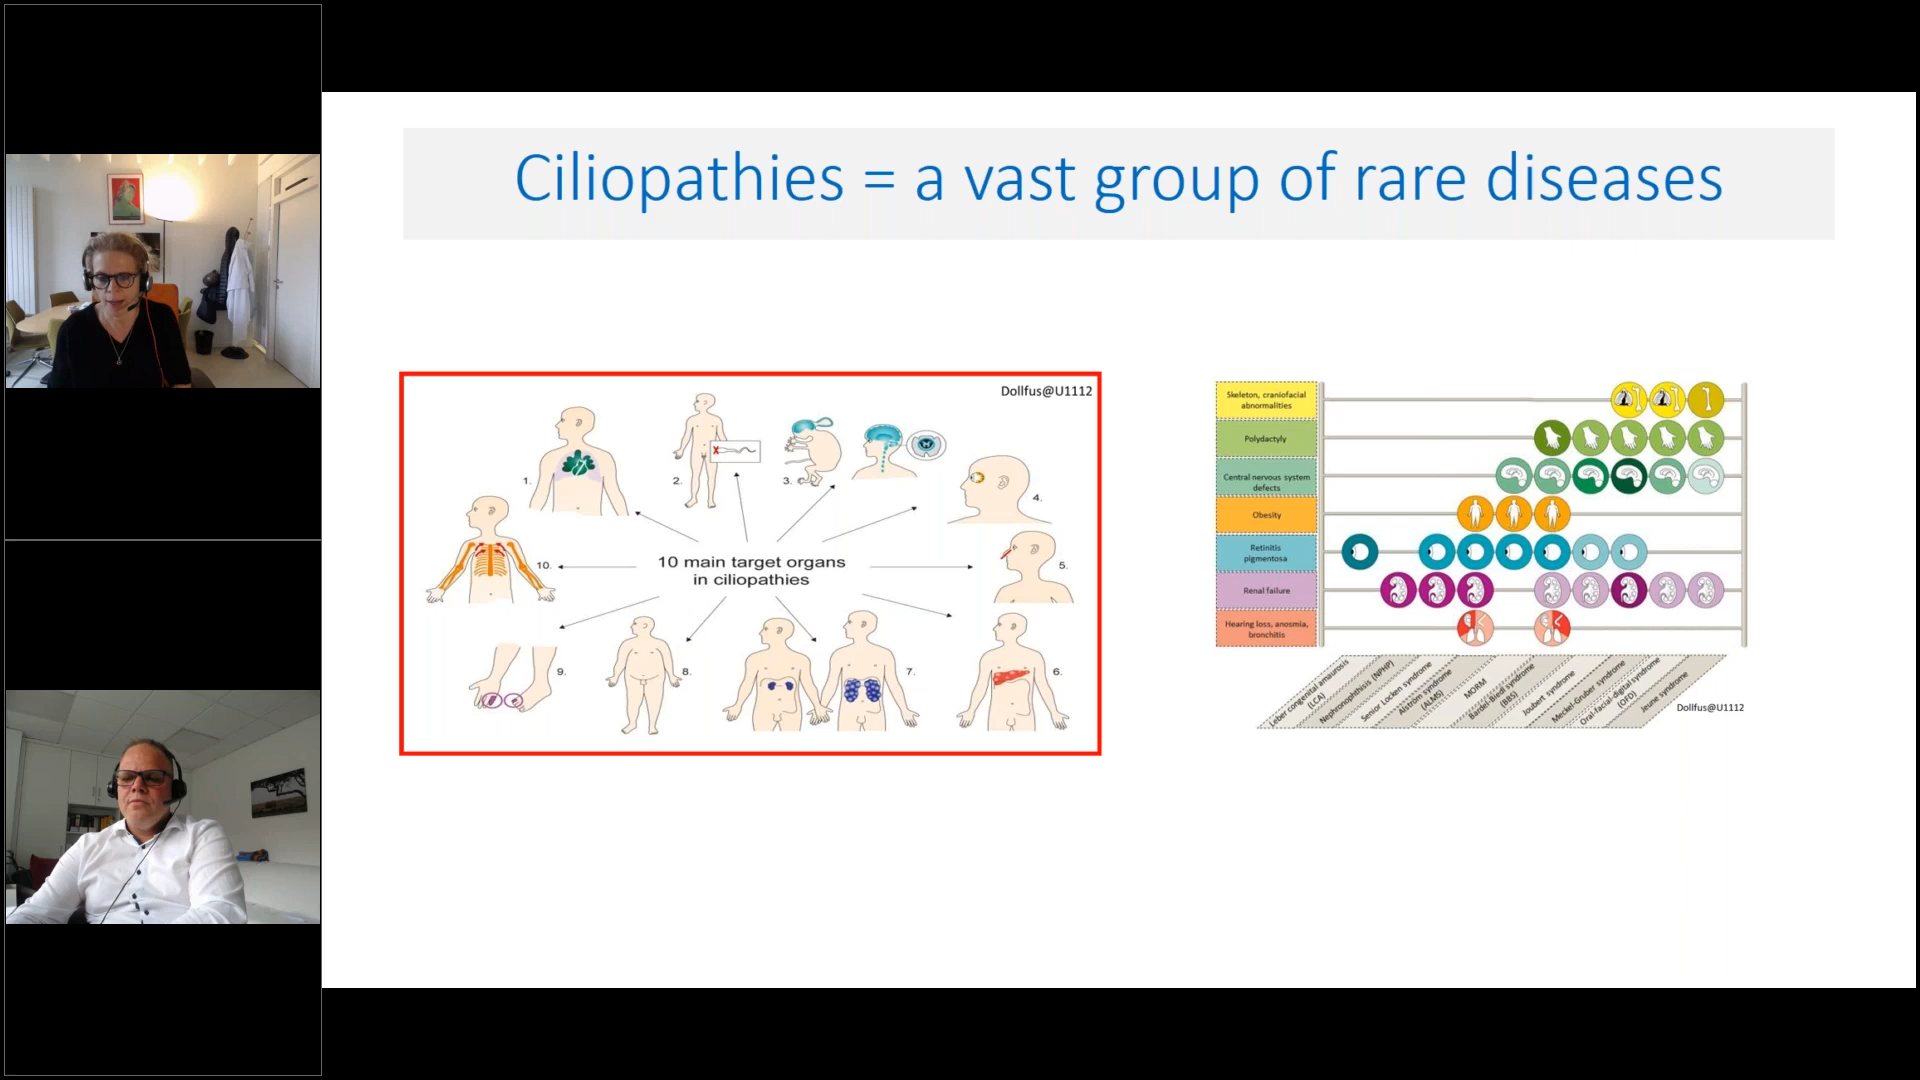 Ciliopathies = a vast group of rare diseases
Dollfus@U1112
1.
2.
3.
4.
5.
6.
7.
8.
9.
10.
10 main target organs
in ciliopathies
Skeleton, craniofacial
abnormalities
Polydactyly
Central nervous system
defects
Obesity
Retinitis
pigmentosa
Renal failure
Hearing loss, anosmia,
bronchitis
Leber congenital amaurosis
(LCA)
Nephronophthisis (NPHP)
Senior Locken syndrome
Alström syndrome
(ALMS)
MORM
Bardet-Bied syndrome
(BBS)
Joubert syndrome
Meckel-Gruber syndrome
Oral-facial-digital syndrome
(OFD)
Jeune syndrome
Dollfus@U1112